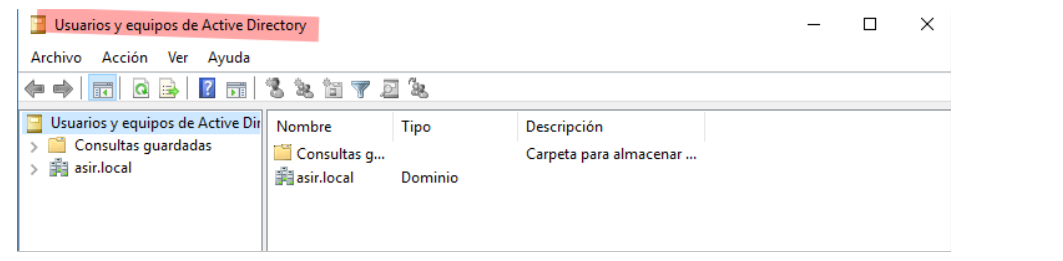 Usuarios y equipos de Active Directory
Archivo Acción Ver Ayuda
Usuarios y equipos de Active Dir
Consultas guardadas
asir.local
Nombre Tipo Descripción
Consultas g... Carpeta para almacenar ...
asir.local Dominio